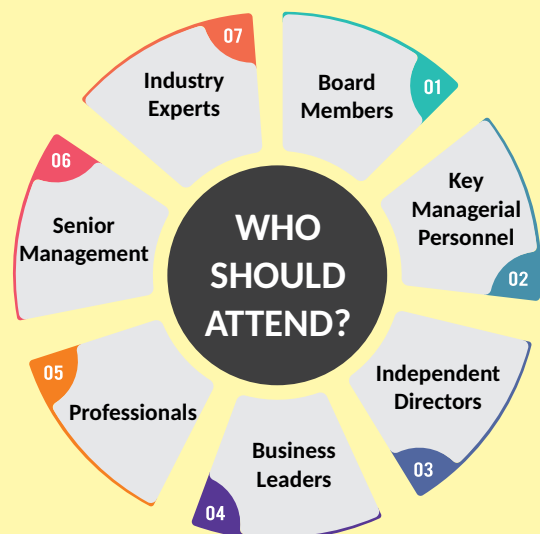 WHO
SHOULD
ATTEND?
01
Board
Members
02
Key
Managerial
Personnel
03
Independent
Directors
04
Business
Leaders
05
Professionals
06
Senior
Management
07
Industry
Experts